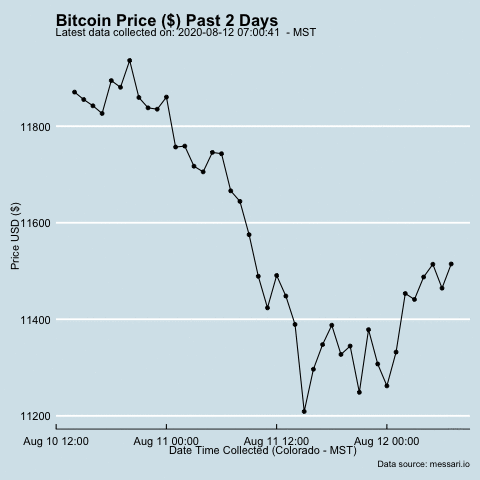 Bitcoin Price ($) Past 2 Days
Latest data collected on: 2020-08-12 07:00:41  - MST
11800
11600
11400
11200
Price USD ($)
Aug 10 12:00 Aug 11 00:00 Aug 11 12:00 Aug 12 00:00
Date Time Collected (Colorado - MST)
Data source: messari.io